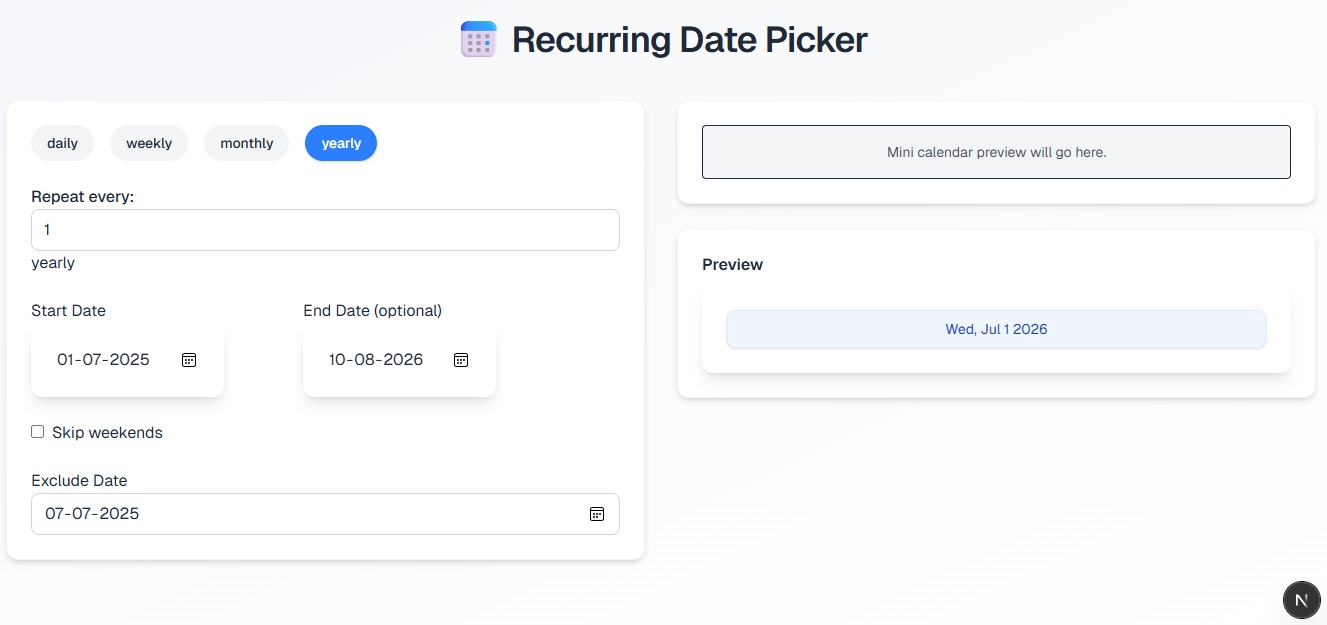 Recurring Date Picker
daily weekly monthly yearly
Repeat every:
1
yearly
Start Date End Date (optional)
01-07-2025 10-08-2026
Skip weekends
Exclude Date
07-07-2025
Mini calendar preview will go here.
Preview
Wed, Jul 1 2026
N